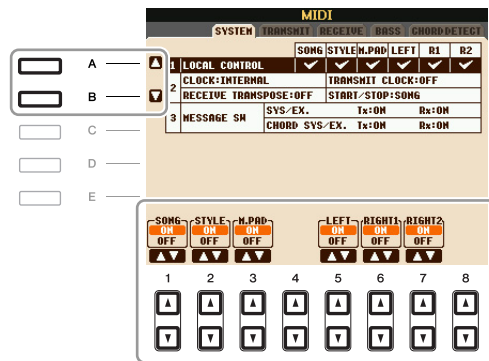 MIDI
SYSTEM TRANSMIT RECEIVE BASS CHORD DETECT
SONG STYLE M.PAD LEFT R1 R2
A
1 LOCAL CONTROL
2 CLOCK:INTERNAL TRANSMIT CLOCK:OFF
B
RECEIVE TRANSPOSE:OFF START/STOP:SONG
3 MESSAGE SW SYS/EX. Tx:ON Rx:ON
CHORD SYS/EX. Tx:ON Rx:ON
C
D
E
SONG STYLE M.PAD LEFT RIGHT1 RIGHT2
ON ON ON ON ON ON
OFF OFF OFF OFF OFF OFF
1 2 3 4 5 6 7 8